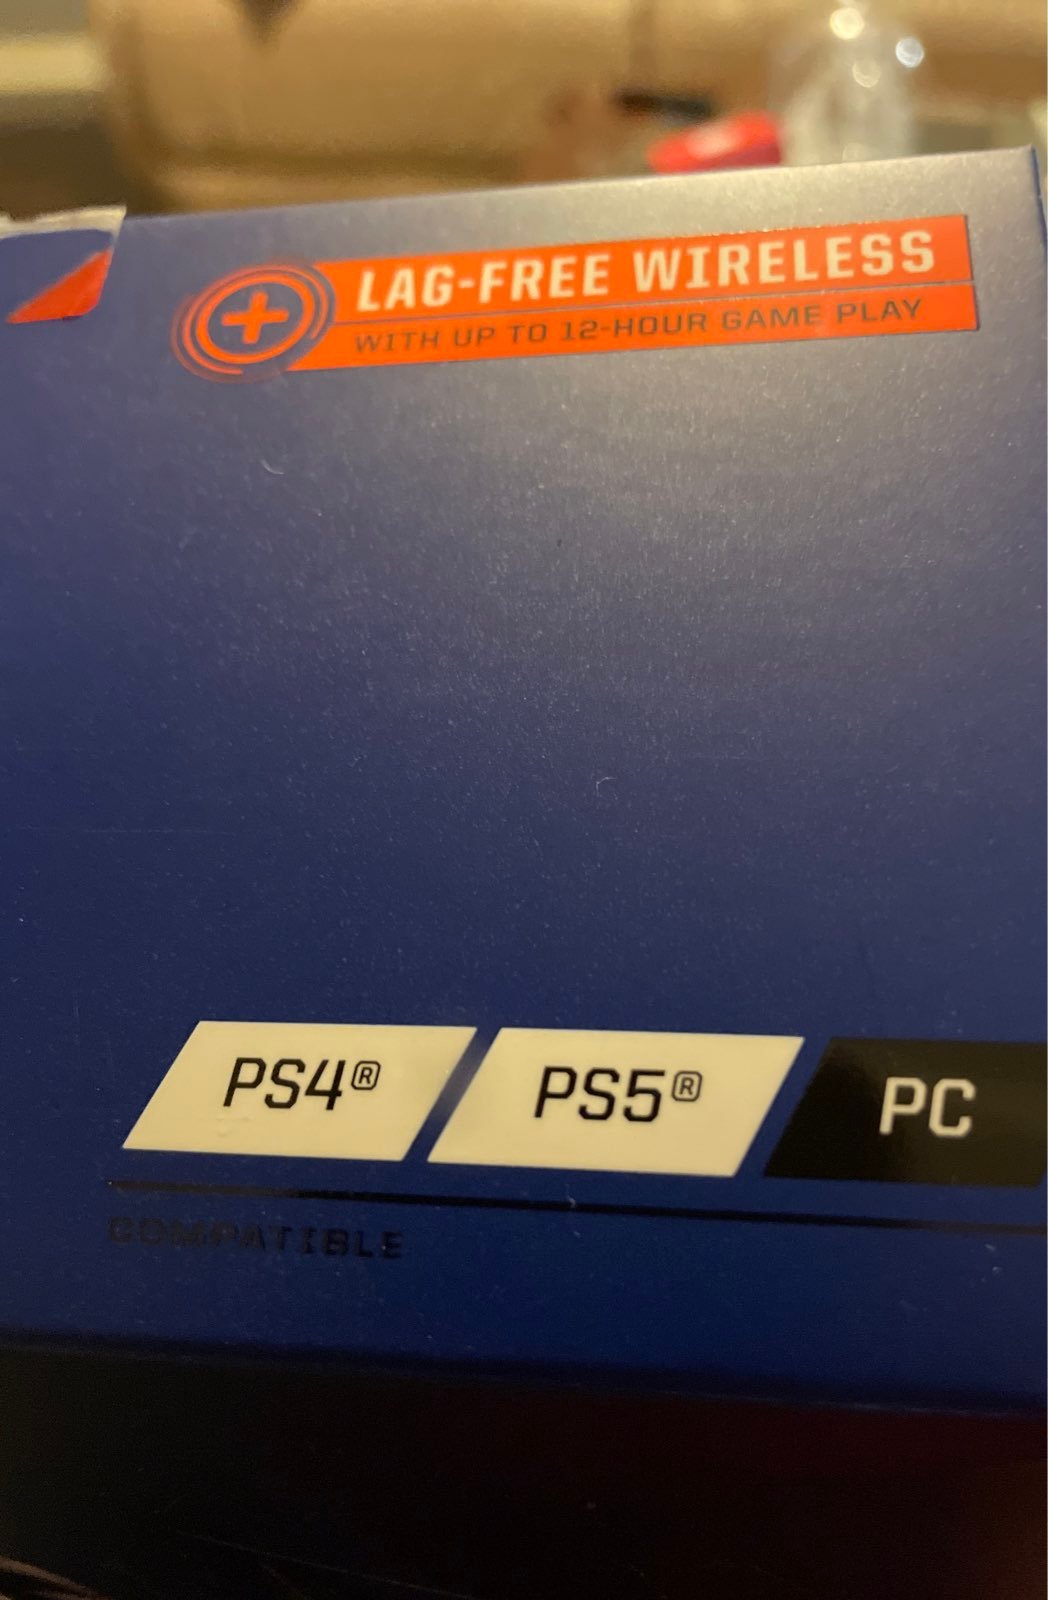 LAG-FREE WIRELESS
WITH UP TO 12-HOUR GAME PLAY
PS4® PS5® PC
COMPATIBLE